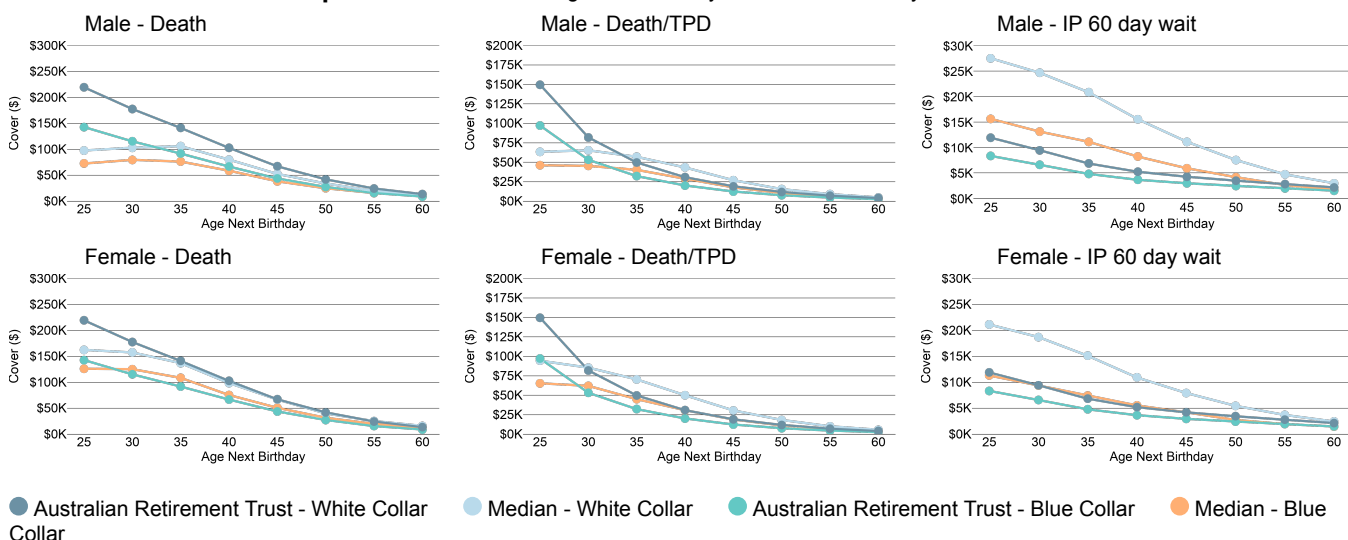 Male - Death
$300K
$250K
$200K
$150K
$100K
$50K
$0K
Cover ($)
25 30 35 40 45 50 55 60
Age Next Birthday
Male - Death/TPD
$200K
$175K
$150K
$125K
$100K
$75K
$50K
$25K
$0K
Cover ($)
25 30 35 40 45 50 55 60
Age Next Birthday
Male - IP 60 day wait
$30K
$25K
$20K
$15K
$10K
$5K
$0K
Cover ($)
25 30 35 40 45 50 55 60
Age Next Birthday
Female - Death
$300K
$250K
$200K
$150K
$100K
$50K
$0K
Cover ($)
25 30 35 40 45 50 55 60
Age Next Birthday
Female - Death/TPD
$200K
$175K
$150K
$125K
$100K
$75K
$50K
$25K
$0K
Cover ($)
25 30 35 40 45 50 55 60
Age Next Birthday
Female - IP 60 day wait
$30K
$25K
$20K
$15K
$10K
$5K
$0K
Cover ($)
25 30 35 40 45 50 55 60
Age Next Birthday
Australian Retirement Trust - White Collar Median - White Collar Australian Retirement Trust - Blue Collar Median - Blue
Collar